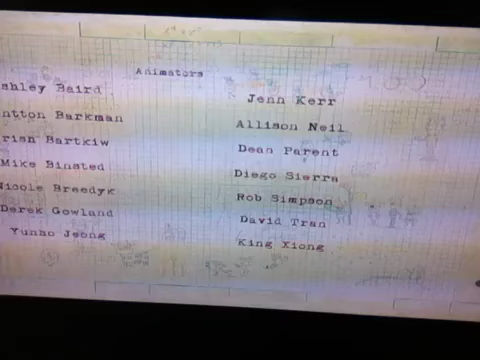 Animators
shley Baird
ntton Barkman
rish Bartkiw
Mike Binsted
Nicole Breedyk
Derek Gowland
Yunho Jeong
Jenn Kerr
Allison Neil
Dean Parent
Diego Sierra
Rob Simpson
David Tran
King Xiong